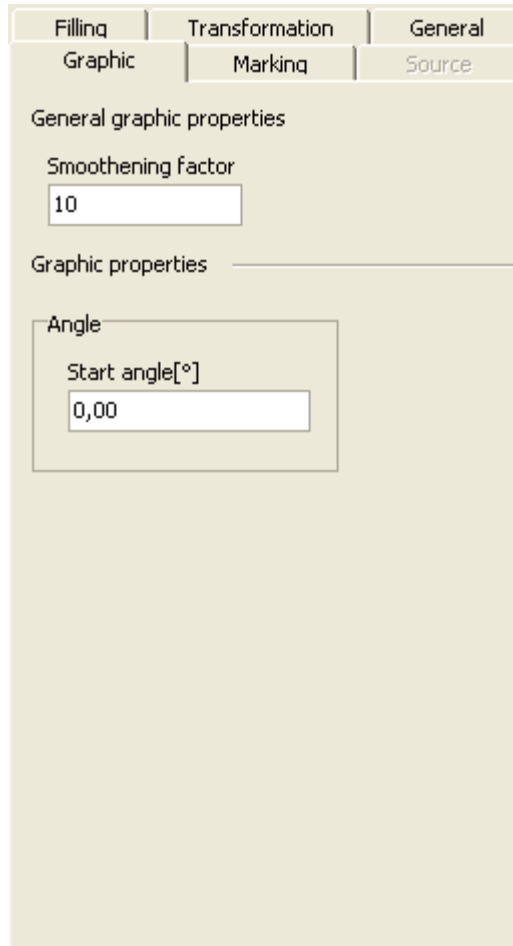 Filling Transformation General
Graphic Marking Source
General graphic properties
Smoothening factor
10
Graphic properties
Angle
Start angle[°]
0,00